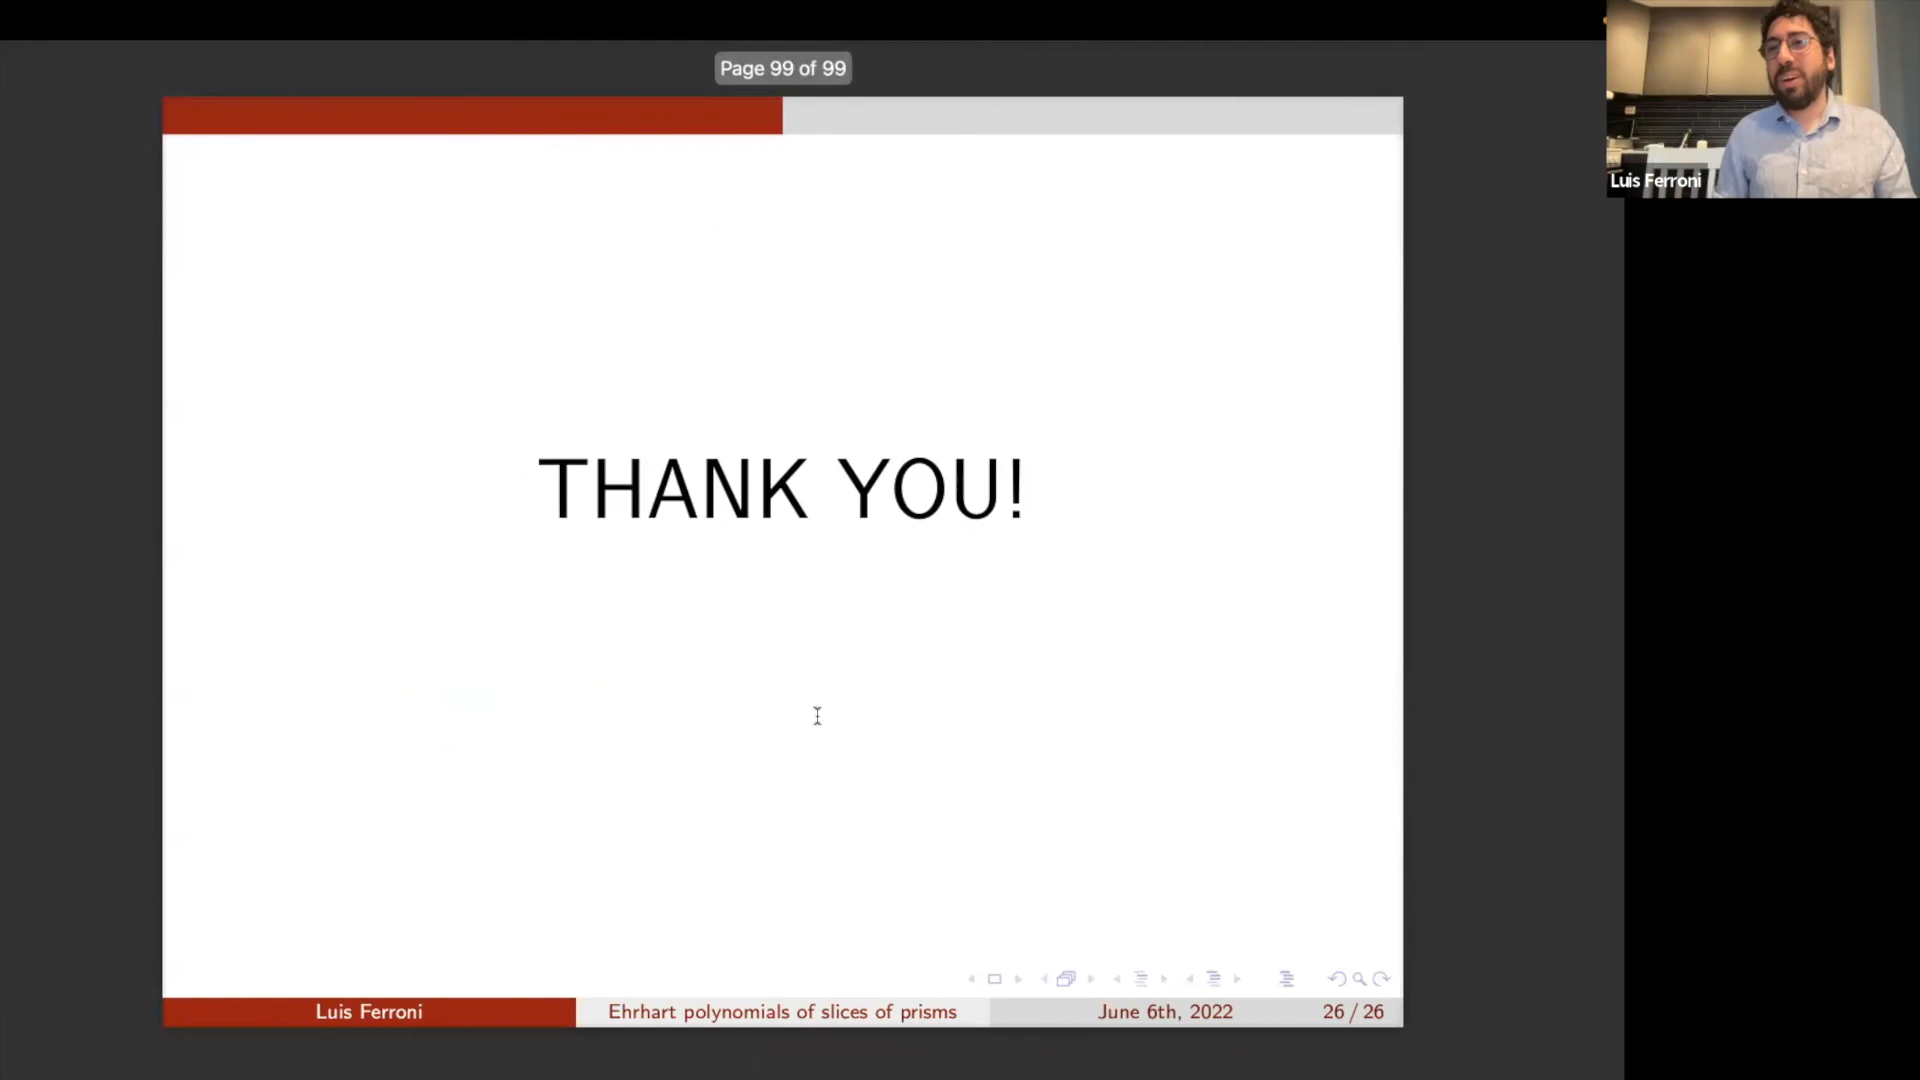 Page 99 of 99
Luis Ferroni
THANK YOU!
Luis Ferroni
Ehrhart polynomials of slices of prisms
June 6th, 2022
26 / 26